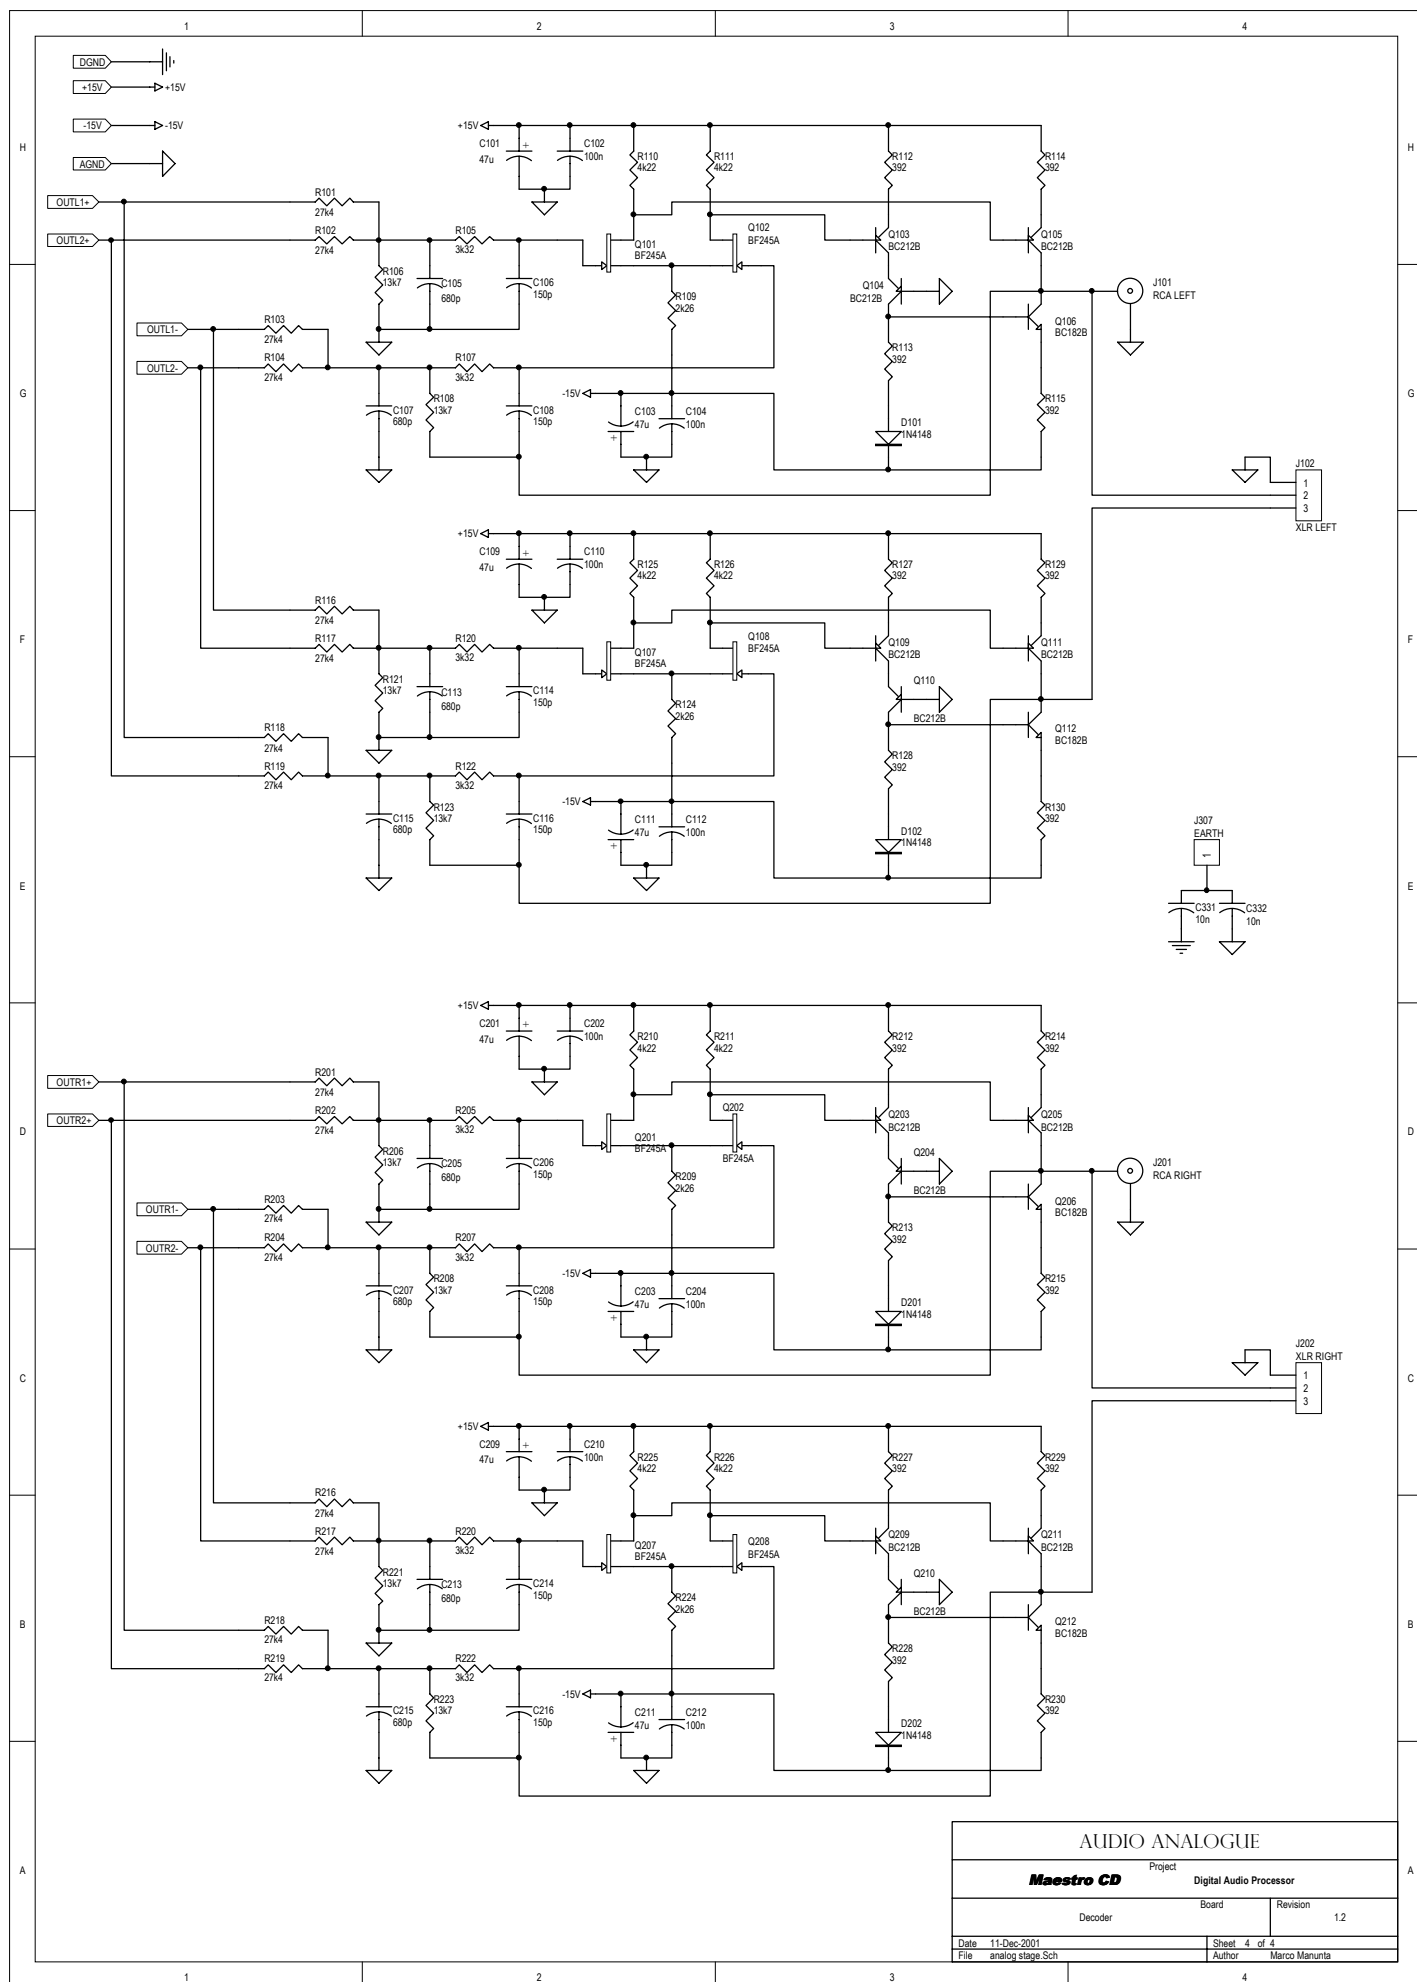 1 2 3 4
DGND
+15V +15V
-15V -15V
AGND
H H
+15V
C101 47u
C102 100n
R110 4k22
R111 4k22
R112 392
R114 392
OUTL1+
R101 27k4
OUTL2+
R102 27k4
R105 3k32
Q101 BF245A
Q102 BF245A
Q103 BC212B
Q105 BC212B
R106 13k7
C105 680p
C106 150p
R109 2k26
Q104 BC212B
J101 RCA LEFT
OUTL1-
R103 27k4
Q106 BC182B
OUTL2-
R104 27k4
R107 3k32
R113 392
G G
C107 680p
R108 13k7
C108 150p
-15V
C103 47u
C104 100n
D101 1N4148
R115 392
J102
1
2
3
XLR LEFT
+15V
C109 47u
C110 100n
R125 4k22
R126 4k22
R127 392
R129 392
R116 27k4
F F
R117 27k4
R120 3k32
Q107 BF245A
Q108 BF245A
Q109 BC212B
Q111 BC212B
R121 13k7
C113 680p
C114 150p
R124 2k26
Q110 BC212B
R118 27k4
Q112 BC182B
R119 27k4
R122 3k32
R128 392
C115 680p
R123 13k7
C116 150p
-15V
C111 47u
C112 100n
D102 1N4148
R130 392
J307
EARTH
1
E E
C331 10n
C332 10n
+15V
C201 47u
C202 100n
R210 4k22
R211 4k22
R212 392
R214 392
OUTR1+
R201 27k4
OUTR2+
R202 27k4
R205 3k32
D D
Q201 BF245A
Q202 BF245A
Q203 BC212B
Q205 BC212B
R206 13k7
C205 680p
C206 150p
R209 2k26
Q204 BC212B
J201 RCA RIGHT
OUTR1-
R203 27k4
Q206 BC182B
OUTR2-
R204 27k4
R207 3k32
R213 392
C207 680p
R208 13k7
C208 150p
-15V
C203 47u
C204 100n
D201 1N4148
R215 392
J202
XLR RIGHT
1
2
3
C C
+15V
C209 47u
C210 100n
R225 4k22
R226 4k22
R227 392
R229 392
R216 27k4
R217 27k4
R220 3k32
Q207 BF245A
Q208 BF245A
Q209 BC212B
Q211 BC212B
R221 13k7
C213 680p
C214 150p
R224 2k26
Q210 BC212B
B B
R218 27k4
Q212 BC182B
R219 27k4
R222 3k32
R228 392
C215 680p
R223 13k7
C216 150p
-15V
C211 47u
C212 100n
D202 1N4148
R230 392
A A
AUDIO ANALOGUE
Project
Maestro CD Digital Audio Processor
Board Revision
Decoder 1.2
Date 11-Dec-2001 Sheet 4 of 4
File analog stage.Sch Author Marco Manunta
1 2 3 4